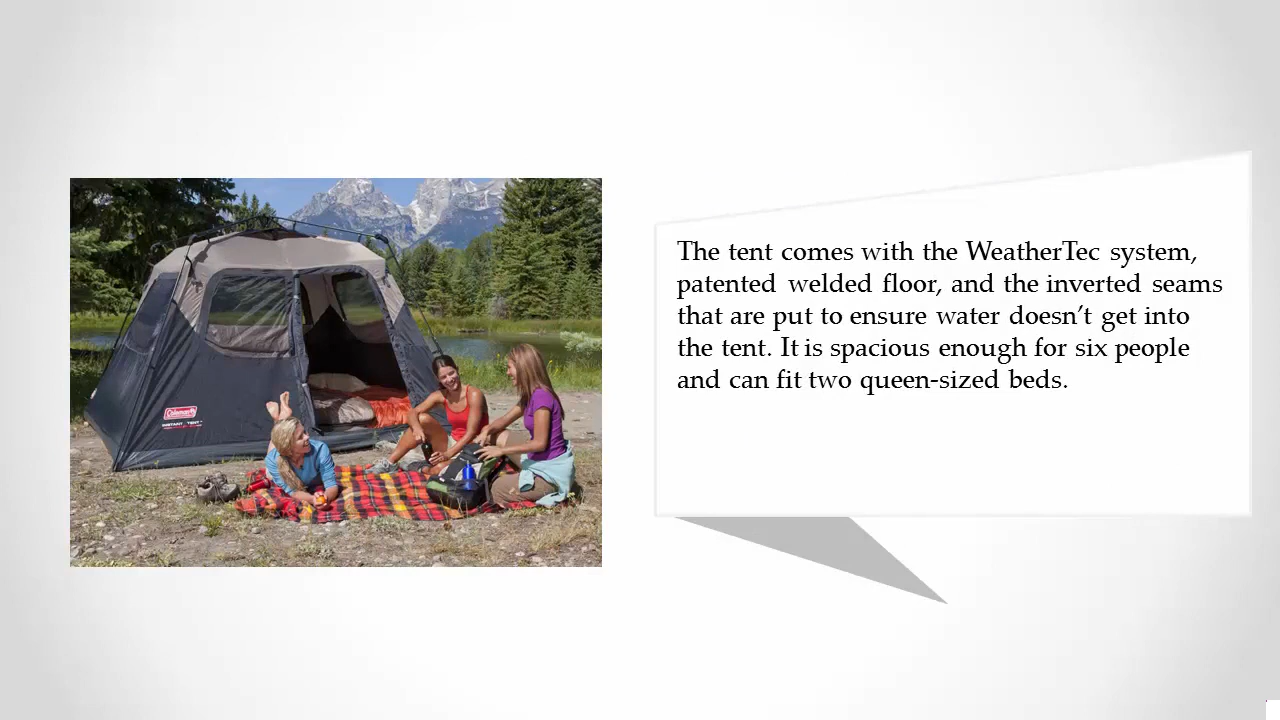 Coleman
INSTANT TENT
The tent comes with the WeatherTec system,
patented welded floor, and the inverted seams
that are put to ensure water doesn’t get into
the tent. It is spacious enough for six people
and can fit two queen-sized beds.